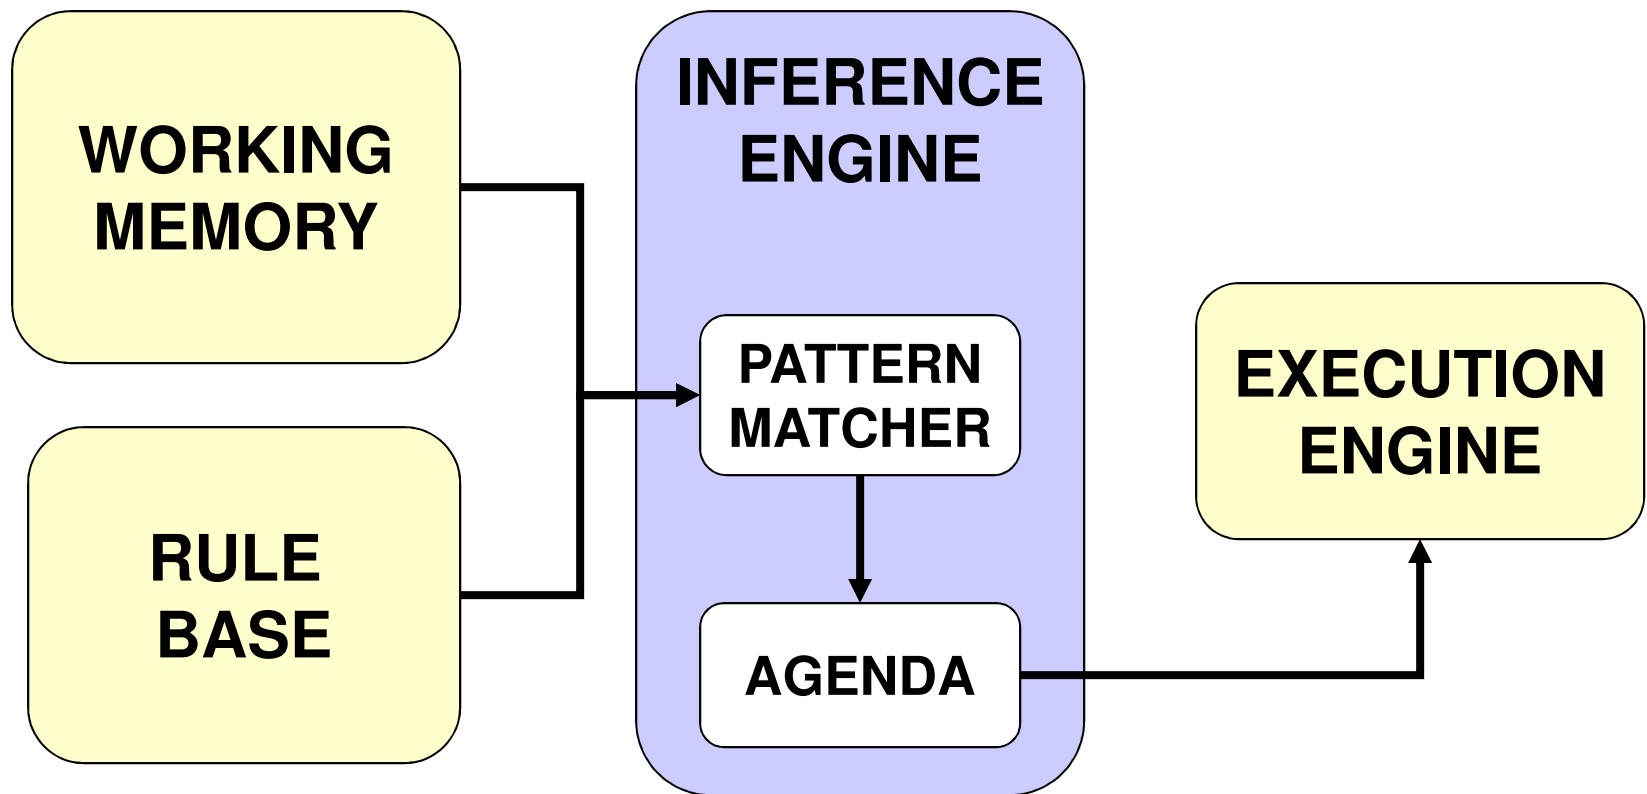 WORKING
MEMORY
RULE
BASE
INFERENCE
ENGINE
PATTERN
MATCHER
AGENDA
EXECUTION
ENGINE